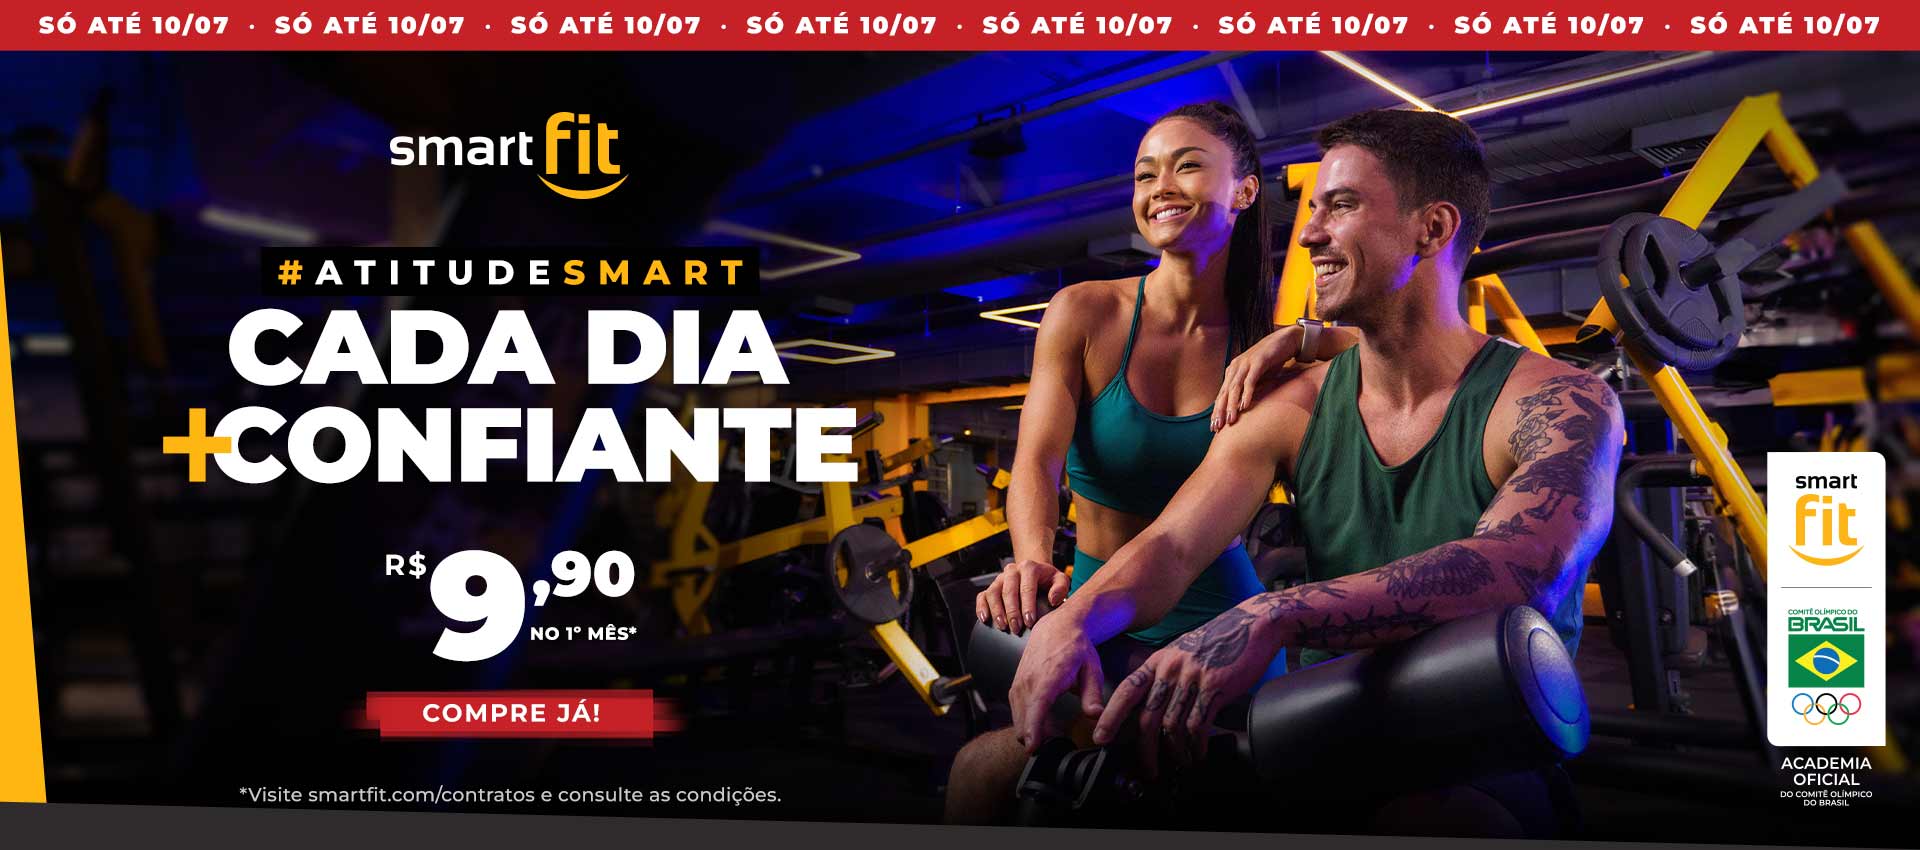 SÓ ATÉ 10/07 · SÓ ATÉ 10/07 · SÓ ATÉ 10/07 · SÓ ATÉ 10/07 · SÓ ATÉ 10/07 · SÓ ATÉ 10/07 · SÓ ATÉ 10/07 · SÓ ATÉ 10/07
smart fit
#ATITUDESMART
CADA DIA
+CONFIANTE
R$9,90
NO 1º MÊS*
COMPRE JÁ!
*Visite smartfit.com/contratos e consulte as condições.
smart
fit
COMITÊ OLÍMPICO DO
BRASIL
ACADEMIA
OFICIAL
DO COMITÊ OLÍMPICO
DO BRASIL